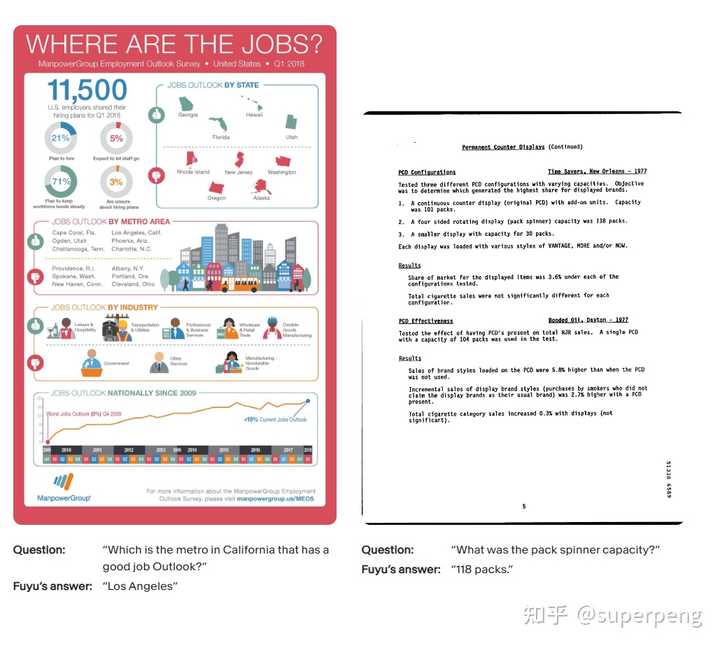 WHERE ARE THE JOBS?
ManpowerGroup Employment Outlook Survey • United States • Q1 2018
11,500
U.S. employers shared their
hiring plans for Q1 2018
21%
Plan to hire
5%
Expect to let staff go
71%
Plan to keep
workforce levels steady
3%
Are unsure
about hiring plans
JOBS OUTLOOK BY STATE
Georgia
Hawaii
Florida
Utah
Rhode Island
New Jersey
Washington
Oregon
Alaska
JOBS OUTLOOK BY METRO AREA
Cape Coral, Fla. Los Angeles, Calif.
Ogden, Utah Phoenix, Ariz.
Chattanooga, Tenn. Charlotte, N.C.
Providence, R.I. Albany, N.Y.
Spokane, Wash. Portland, Ore.
New Haven, Conn. Cleveland, Ohio
JOBS OUTLOOK BY INDUSTRY
Leisure &
Hospitality
Transportation
& Utilities
Professional
& Business
Services
Wholesale
& Retail
Trade
Durable
Goods
Manufacturing
Government
Other
Services
Manufacturing -
Nondurable
Goods
JOBS OUTLOOK NATIONALLY SINCE 2009
Worst Jobs Outlook (0%) Q4 2009
+19% Current Jobs Outlook
2009 2010 2011 2012 2013 2014 2015 2016 2017 2018
ManpowerGroup
For more information about the ManpowerGroup Employment
Outlook Survey, please visit manpowergroup.us/MEOS
Question: "Which is the metro in California that has a
good job Outlook?"
Fuyu's answer: "Los Angeles"
Permanent Counter Displays (Continued)
PCD Configurations Time Savers, New Orleans - 1977
Tested three different PCD configurations with varying capacities. Objective
was to determine which generated the highest share for displayed brands.
1. A continuous counter display (original PCD) with add-on units. Capacity
was 101 packs.
2. A four sided rotating display (pack spinner) capacity was 118 packs.
3. A smaller display with capacity for 30 packs.
Each display was loaded with various styles of VANTAGE, MORE and/or NOW.
Results
Share of market for the displayed items was 3.6% under each of the
configurations tested.
Total cigarette sales were not significantly different for each
configuration.
PCD Effectiveness Bonded Oil, Dayton - 1977
Tested the effect of having PCD's present on total RJR sales. A single PCD
with a capacity of 104 packs was used in the test.
Results
Sales of brand styles loaded on the PCD were 5.8% higher than when the PCD
was not used.
Incremental sales of display brand styles (purchases by smokers who did not
claim the display brands as their usual brand) was 2.7% higher with a PCD
present.
Total cigarette category sales increased 0.3% with displays (not
significant).
5
Question: "What was the pack spinner capacity?"
Fuyu's answer: "118 packs."
知乎 @superpeng